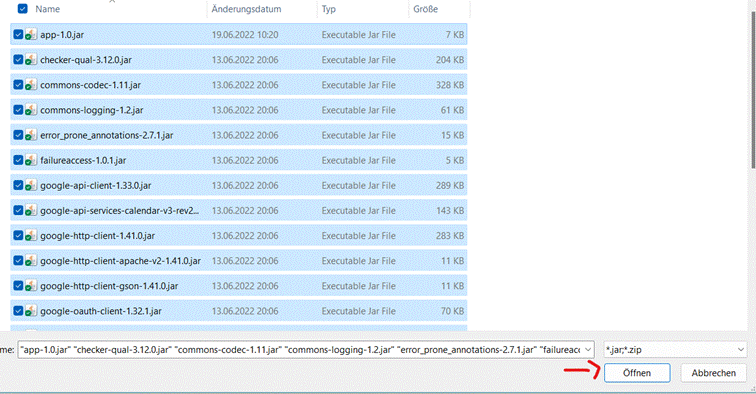 Name Änderungsdatum Typ Größe
app-1.0.jar 19.06.2022 10:20 Executable Jar File 7 KB
checker-qual-3.12.0.jar 13.06.2022 20:06 Executable Jar File 204 KB
commons-codec-1.11.jar 13.06.2022 20:06 Executable Jar File 328 KB
commons-logging-1.2.jar 13.06.2022 20:06 Executable Jar File 61 KB
error_prone_annotations-2.7.1.jar 13.06.2022 20:06 Executable Jar File 15 KB
failureaccess-1.0.1.jar 13.06.2022 20:06 Executable Jar File 5 KB
google-api-client-1.33.0.jar 13.06.2022 20:06 Executable Jar File 289 KB
google-api-services-calendar-v3-rev2... 13.06.2022 20:06 Executable Jar File 143 KB
google-http-client-1.41.0.jar 13.06.2022 20:06 Executable Jar File 283 KB
google-http-client-apache-v2-1.41.0.jar 13.06.2022 20:06 Executable Jar File 11 KB
google-http-client-gson-1.41.0.jar 13.06.2022 20:06 Executable Jar File 11 KB
google-oauth-client-1.32.1.jar 13.06.2022 20:06 Executable Jar File 70 KB
me: "app-1.0.jar" "checker-qual-3.12.0.jar" "commons-codec-1.11.jar" "commons-logging-1.2.jar" "error_prone_annotations-2.7.1.jar" "failureacc *.jar;*.zip
Öffnen Abbrechen